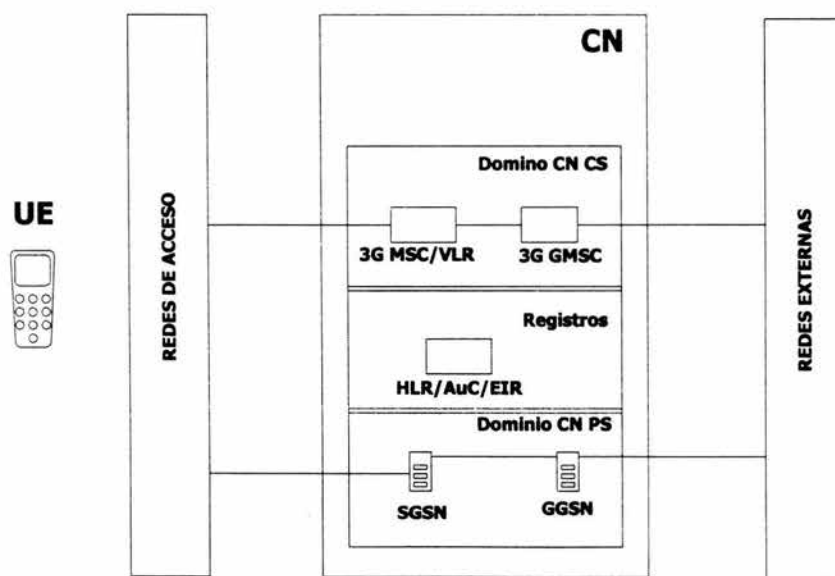 CN
Domino CN CS
UE
REDES DE ACCESO
3G MSC/VLR
3G GMSC
REDES EXTERNAS
Registros
HLR/AuC/EIR
Dominio CN PS
SGSN
GGSN